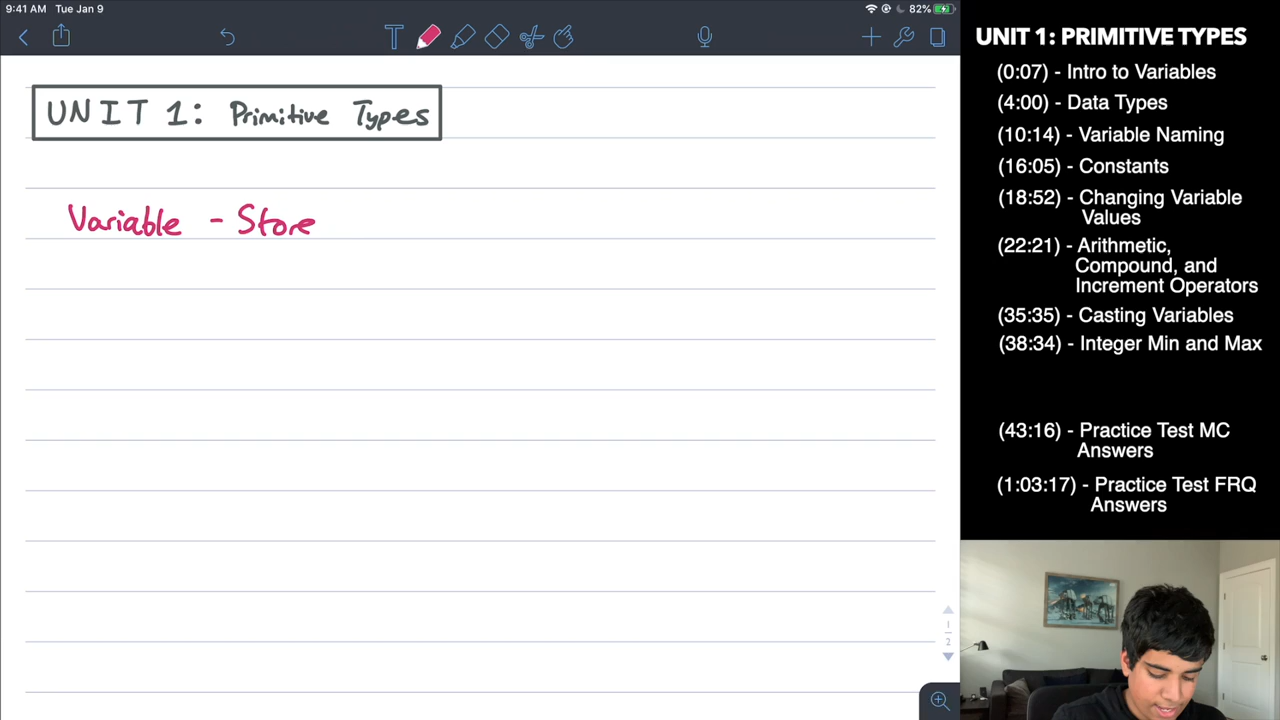 9:41 AM Tue Jan 9
82%
UNIT 1: Primitive Types
Variable - Store
1
2
UNIT 1: PRIMITIVE TYPES
(0:07) - Intro to Variables
(4:00) - Data Types
(10:14) - Variable Naming
(16:05) - Constants
(18:52) - Changing Variable
Values
(22:21) - Arithmetic,
Compound, and
Increment Operators
(35:35) - Casting Variables
(38:34) - Integer Min and Max
(43:16) - Practice Test MC
Answers
(1:03:17) - Practice Test FRQ
Answers